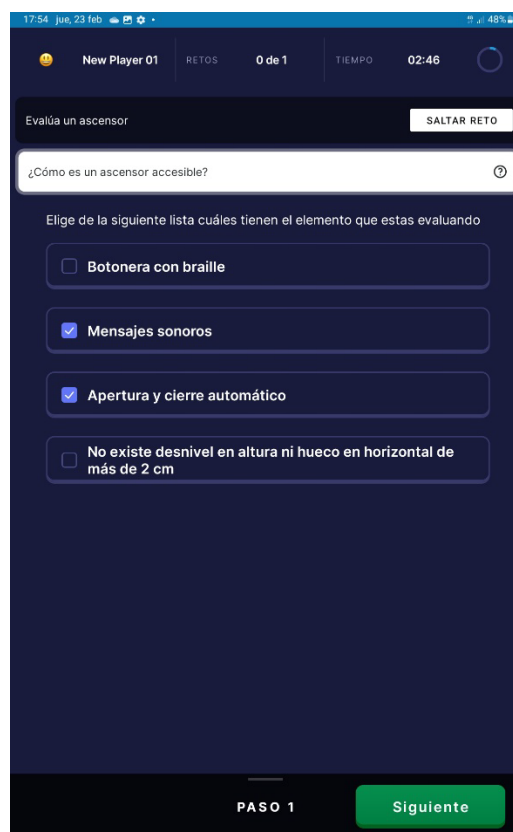 17:54 jue, 23 feb
48%
New Player 01 RETOS 0 de 1 TIEMPO 02:46
Evalúa un ascensor SALTAR RETO
¿Cómo es un ascensor accesible?
Elige de la siguiente lista cuáles tienen el elemento que estas evaluando
Botonera con braille
Mensajes sonoros
Apertura y cierre automático
No existe desnivel en altura ni hueco en horizontal de
más de 2 cm
PASO 1 Siguiente